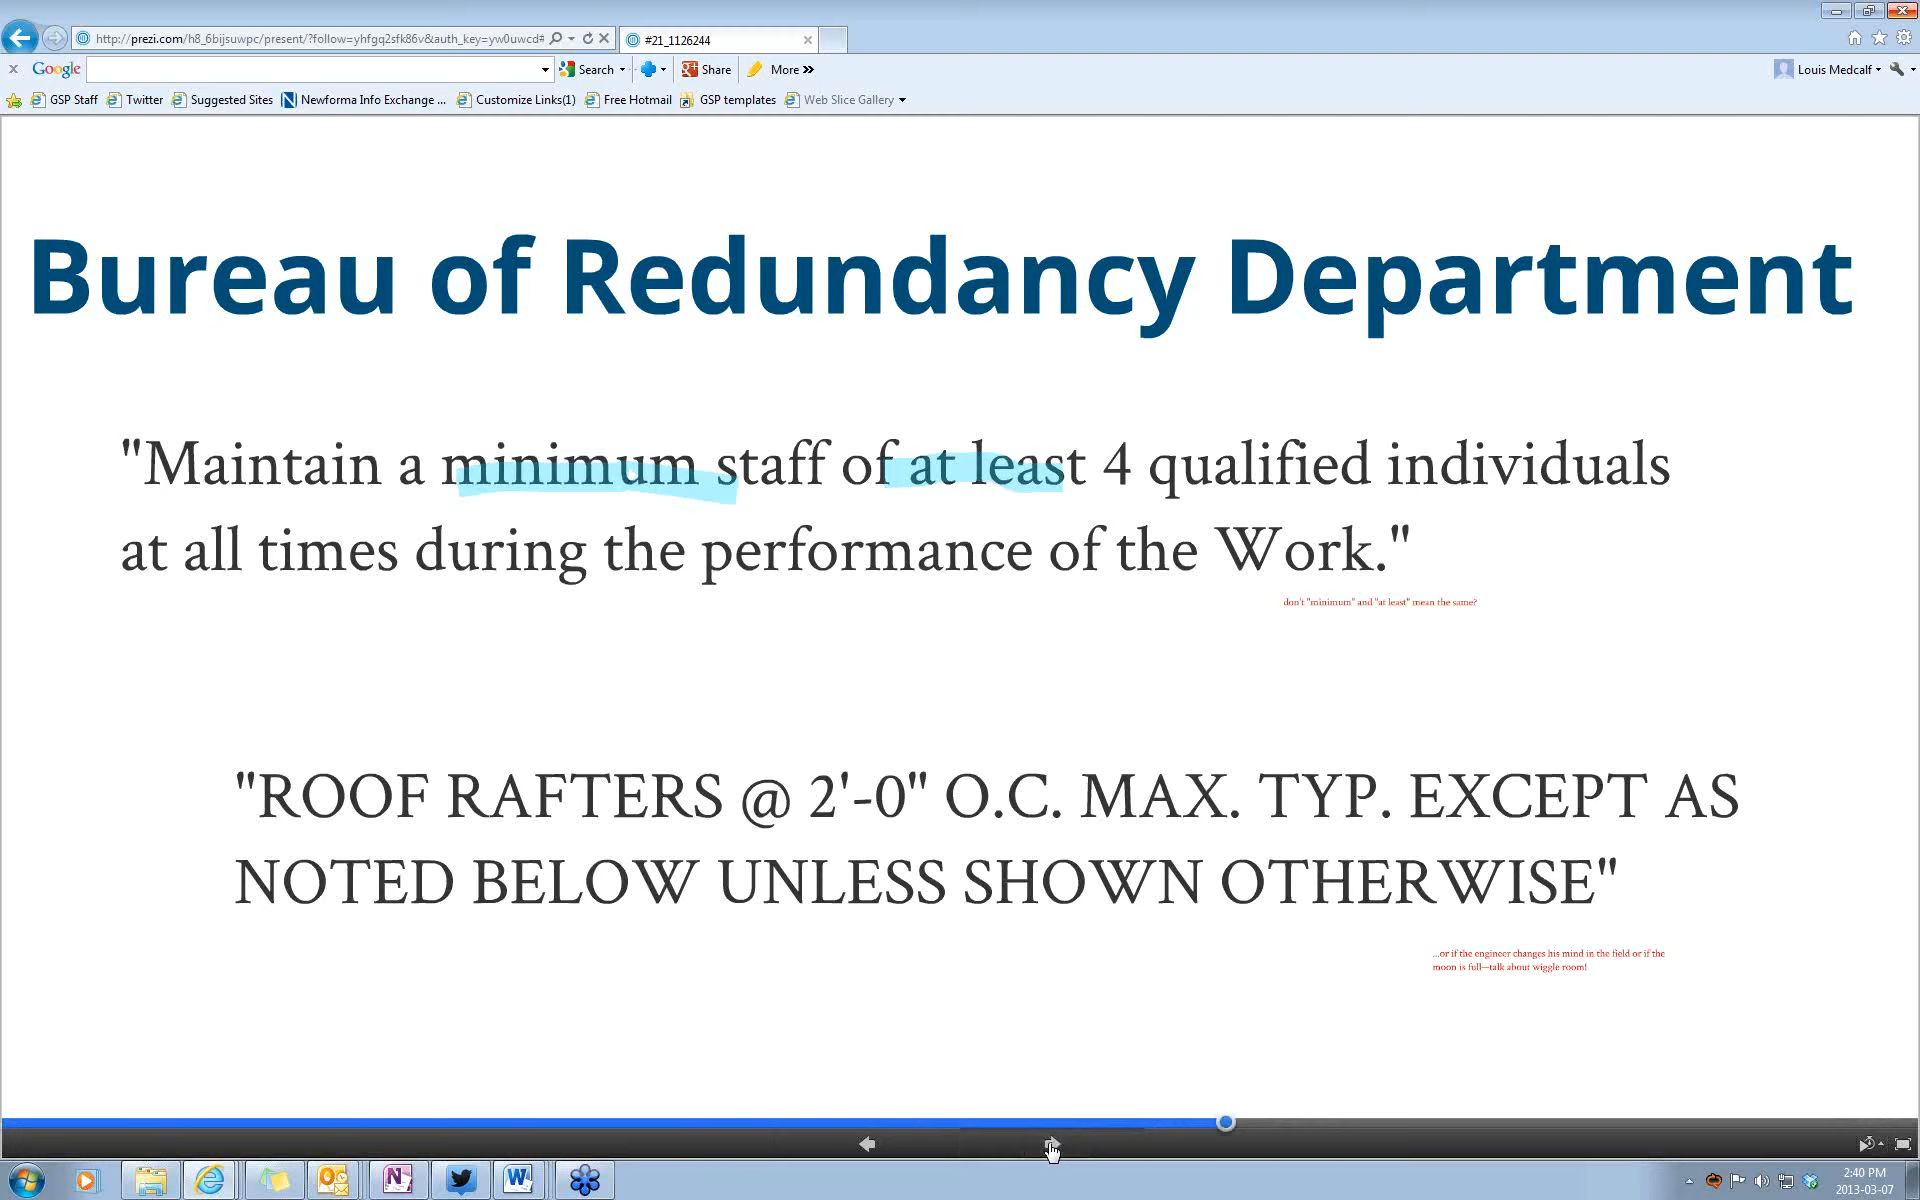 http://prezi.com/h8_6bijsuwpc/present/?follow=yhfgq2sfk86v&auth_key=yw0uwcd#
#21_1126244
Google
Search
Share
More »
Louis Medcalf
GSP Staff
Twitter
Suggested Sites
Newforma Info Exchange ...
Customize Links(1)
Free Hotmail
GSP templates
Web Slice Gallery
Bureau of Redundancy Department
"Maintain a minimum staff of at least 4 qualified individuals
at all times during the performance of the Work."
don't "minimum" and "at least" mean the same?
"ROOF RAFTERS @ 2'-0" O.C. MAX. TYP. EXCEPT AS
NOTED BELOW UNLESS SHOWN OTHERWISE"
...or if the engineer changes his mind in the field or if the
moon is full—talk about wiggle room!
2:40 PM
2013-03-07